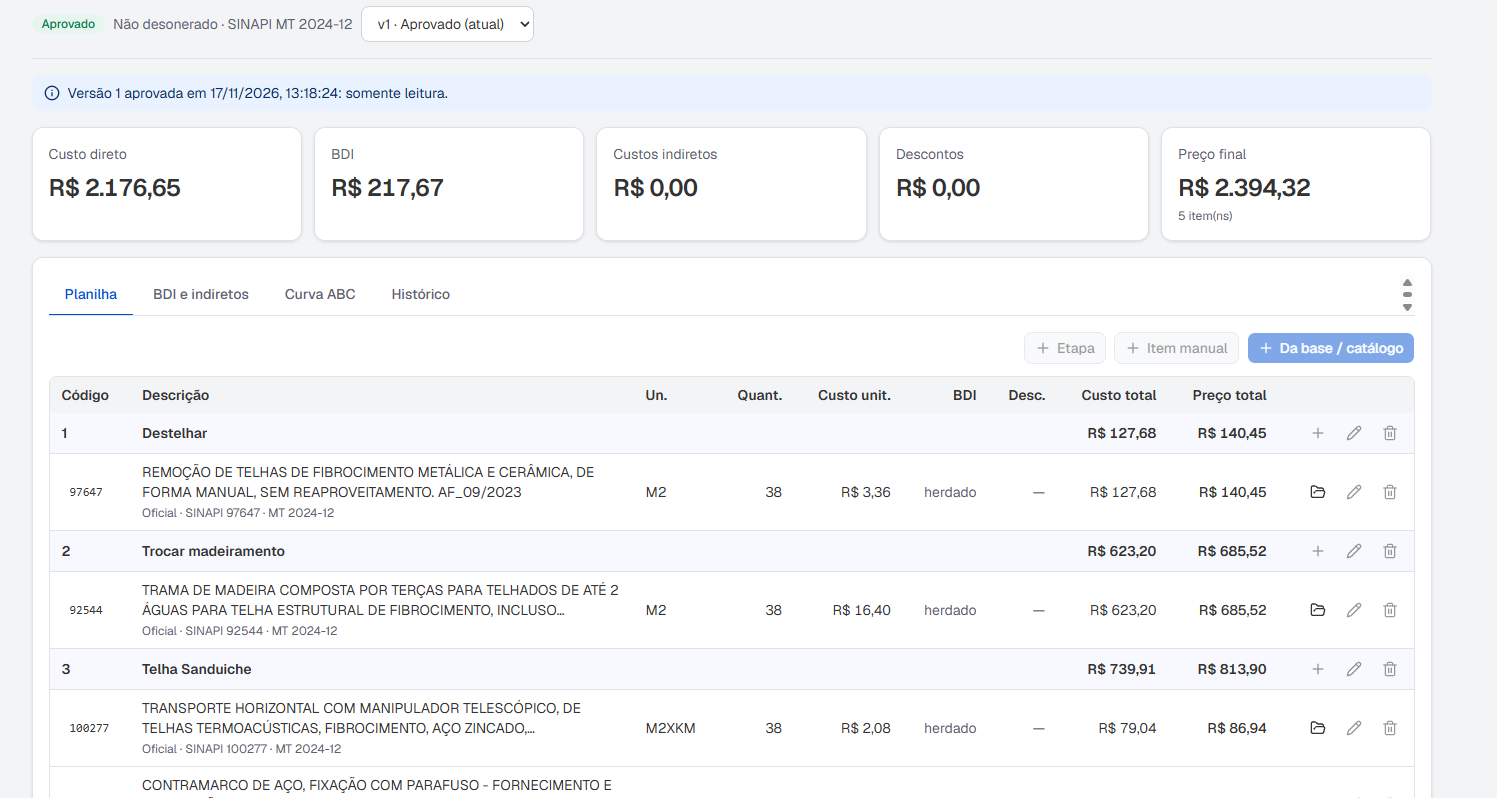 Aprovado Não desonerado · SINAPI MT 2024-12 v1 · Aprovado (atual)
Versão 1 aprovada em 17/11/2026, 13:18:24: somente leitura.
Custo direto
R$ 2.176,65
BDI
R$ 217,67
Custos indiretos
R$ 0,00
Descontos
R$ 0,00
Preço final
R$ 2.394,32
5 item(ns)
Planilha BDI e indiretos Curva ABC Histórico
+ Etapa + Item manual + Da base / catálogo
Código Descrição Un. Quant. Custo unit. BDI Desc. Custo total Preço total
1 Destelhar R$ 127,68 R$ 140,45
REMOÇÃO DE TELHAS DE FIBROCIMENTO METÁLICA E CERÂMICA, DE
97647 FORMA MANUAL, SEM REAPROVEITAMENTO. AF_09/2023 M2 38 R$ 3,36 herdado — R$ 127,68 R$ 140,45
Oficial · SINAPI 97647 · MT 2024-12
2 Trocar madeiramento R$ 623,20 R$ 685,52
TRAMA DE MADEIRA COMPOSTA POR TERÇAS PARA TELHADOS DE ATÉ 2
92544 ÁGUAS PARA TELHA ESTRUTURAL DE FIBROCIMENTO, INCLUSO... M2 38 R$ 16,40 herdado — R$ 623,20 R$ 685,52
Oficial · SINAPI 92544 · MT 2024-12
3 Telha Sanduiche R$ 739,91 R$ 813,90
TRANSPORTE HORIZONTAL COM MANIPULADOR TELESCÓPICO, DE
100277 TELHAS TERMOACÚSTICAS, FIBROCIMENTO, AÇO ZINCADO,... M2XKM 38 R$ 2,08 herdado — R$ 79,04 R$ 86,94
Oficial · SINAPI 100277 · MT 2024-12
CONTRAMARCO DE AÇO, FIXAÇÃO COM PARAFUSO - FORNECIMENTO E